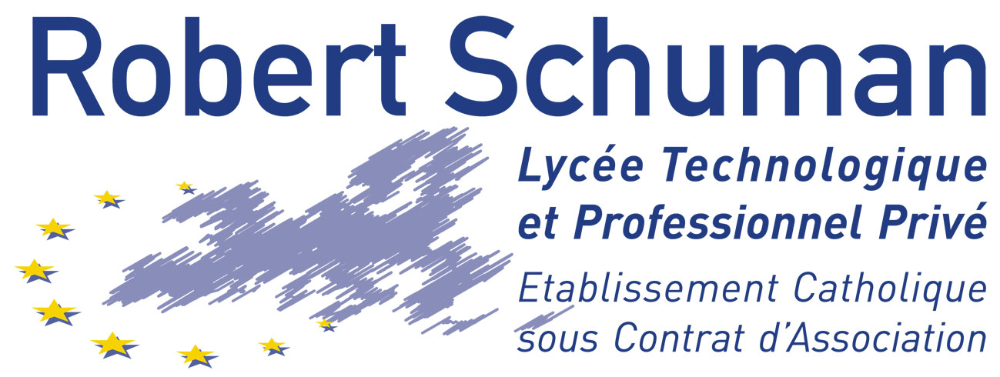 Robert Schuman
Lycée Technologique
et Professionnel Privé
Etablissement Catholique
sous Contrat d'Association